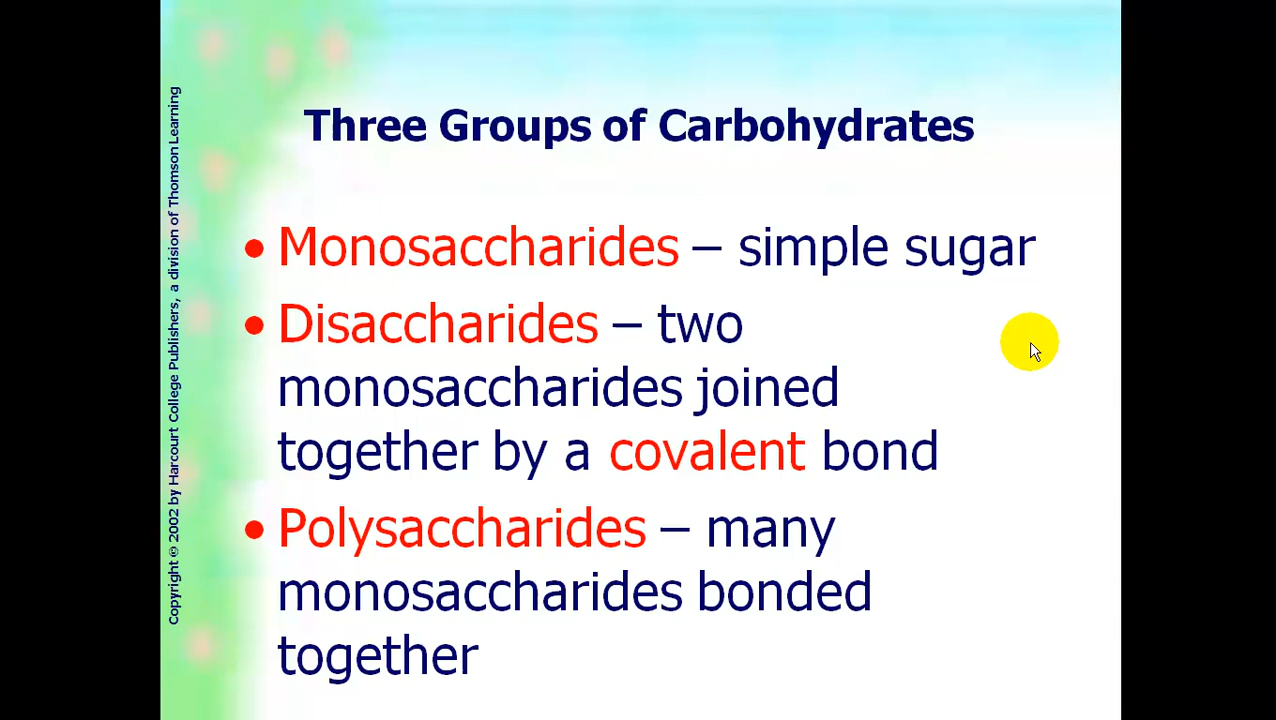 Three Groups of Carbohydrates
• Monosaccharides – simple sugar
• Disaccharides – two
monosaccharides joined
together by a covalent bond
• Polysaccharides – many
monosaccharides bonded
together
Copyright © 2002 by Harcourt College Publishers, a division of Thomson Learning